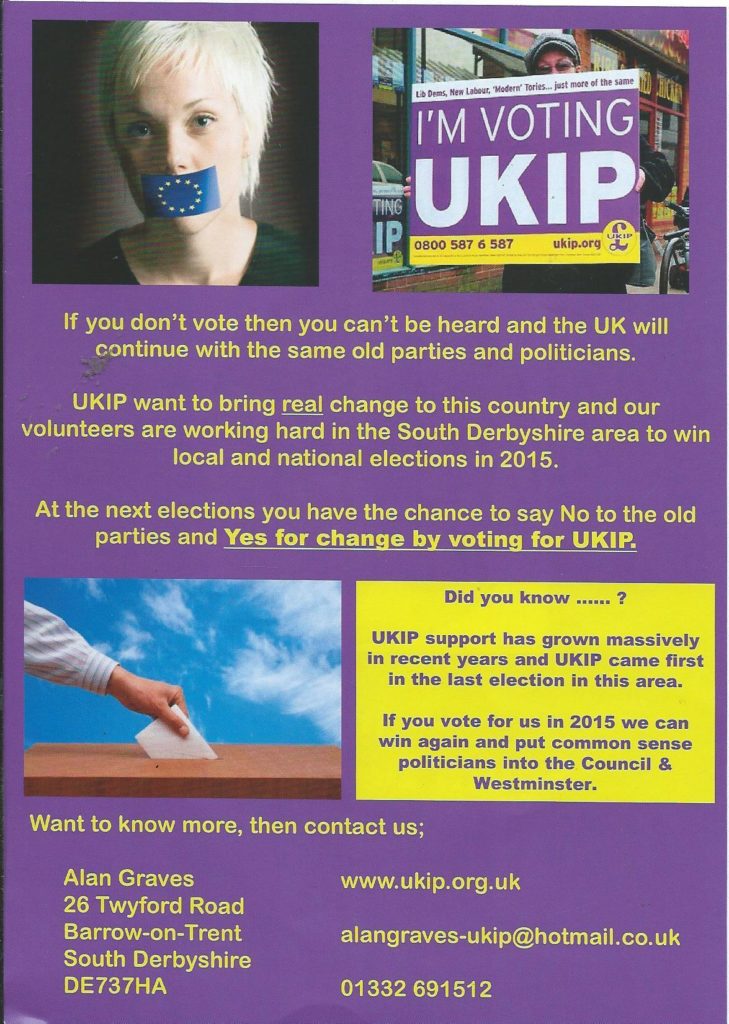 Lib Dems, New Labour, 'Modern' Tories... just more of the same
I'M VOTING
UKIP
0800 587 6 587 ukip.org
UKIP
£
TING
IP
If you don't vote then you can't be heard and the UK will
continue with the same old parties and politicians.
UKIP want to bring real change to this country and our
volunteers are working hard in the South Derbyshire area to win
local and national elections in 2015.
At the next elections you have the chance to say No to the old
parties and Yes for change by voting for UKIP.
Did you know ...... ?
UKIP support has grown massively
in recent years and UKIP came first
in the last election in this area.
If you vote for us in 2015 we can
win again and put common sense
politicians into the Council &
Westminster.
Want to know more, then contact us;
Alan Graves
26 Twyford Road
Barrow-on-Trent
South Derbyshire
DE737HA
www.ukip.org.uk
alangraves-ukip@hotmail.co.uk
01332 691512